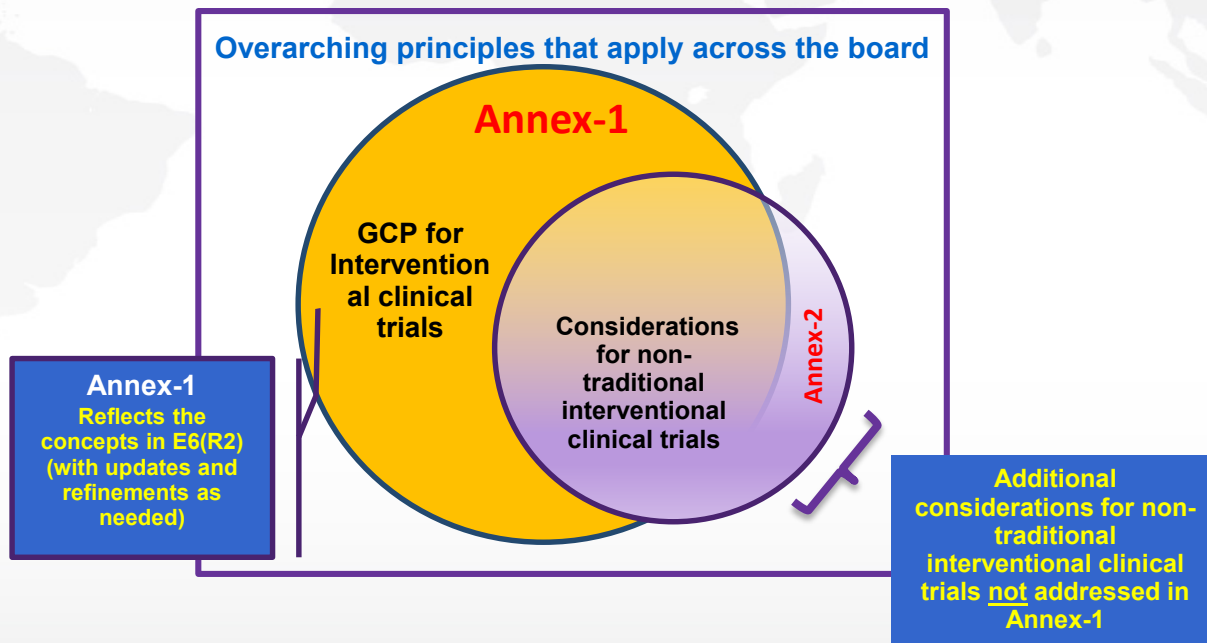 Overarching principles that apply across the board
Annex-1
GCP for
Intervention
al clinical
trials
Considerations
for non-
traditional
interventional
clinical trials
Annex-2
Annex-1
Reflects the
concepts in E6(R2)
(with updates and
refinements as
needed)
Additional
considerations for non-
traditional
interventional clinical
trials not addressed in
Annex-1